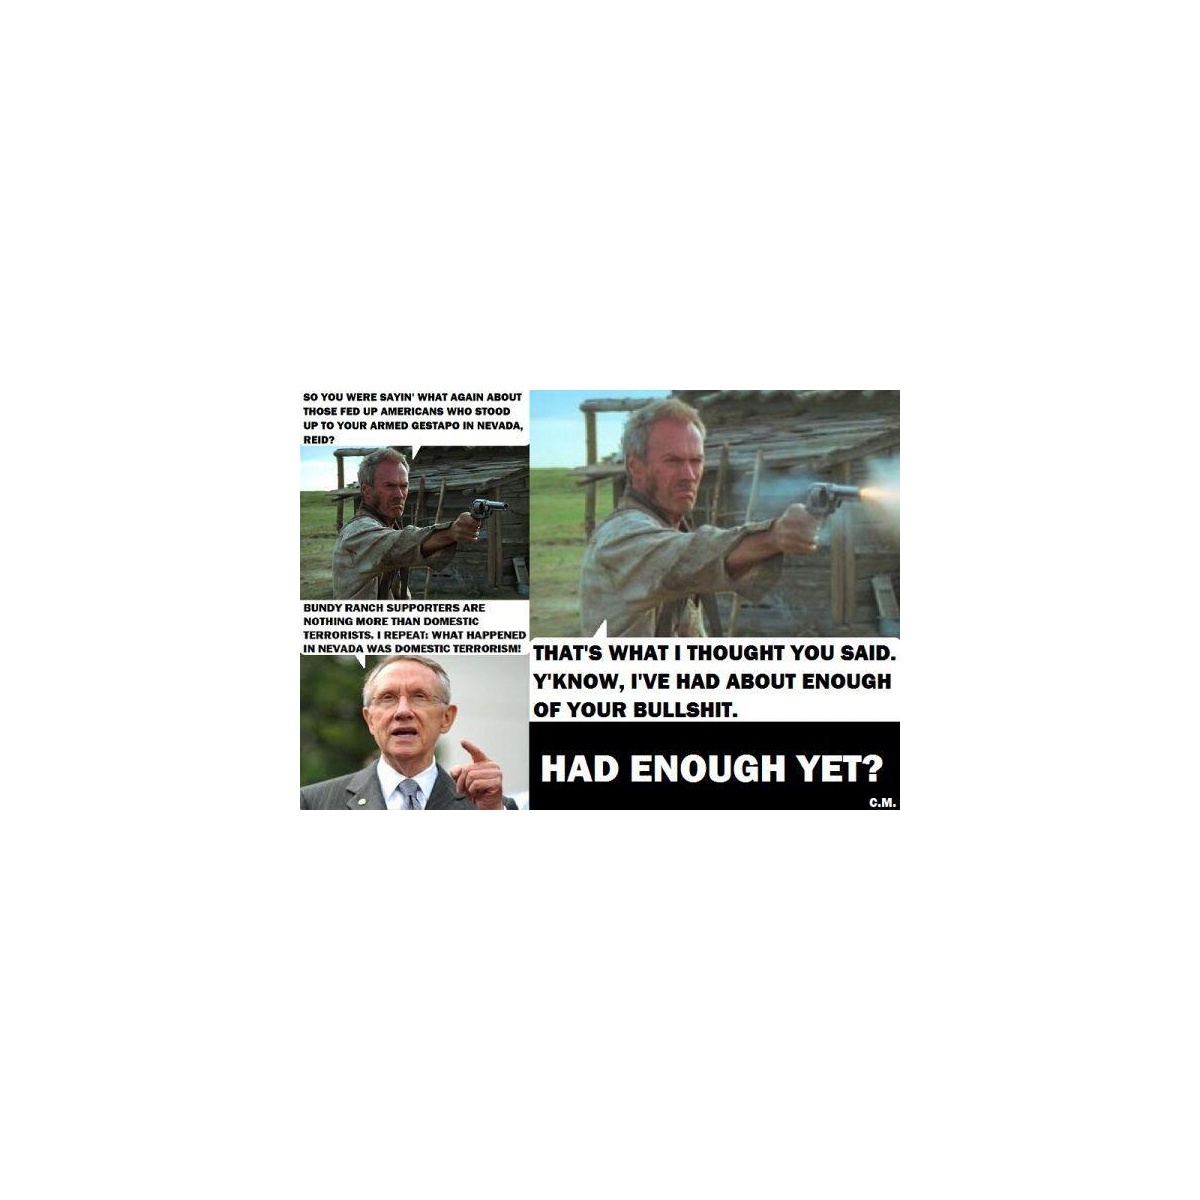 SO YOU WERE SAYIN' WHAT AGAIN ABOUT
THOSE FED UP AMERICANS WHO STOOD
UP TO YOUR ARMED GESTAPO IN NEVADA,
REID?
BUNDY RANCH SUPPORTERS ARE
NOTHING MORE THAN DOMESTIC
TERRORISTS. I REPEAT: WHAT HAPPENED
IN NEVADA WAS DOMESTIC TERRORISM!
THAT'S WHAT I THOUGHT YOU SAID.
Y'KNOW, I'VE HAD ABOUT ENOUGH
OF YOUR BULLSHIT.
HAD ENOUGH YET?
C.M.